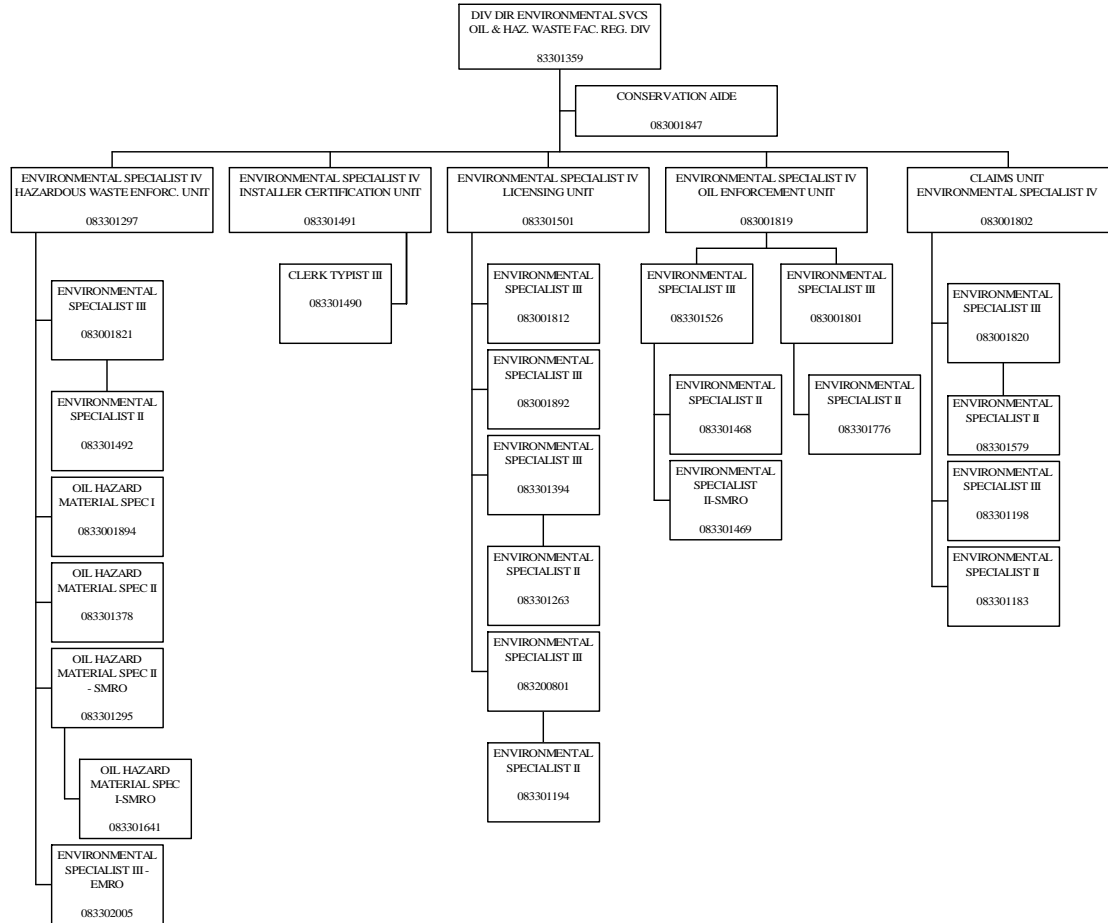 DIV DIR ENVIRONMENTAL SVCS
OIL & HAZ. WASTE FAC. REG. DIV
83301359
CONSERVATION AIDE
083001847
ENVIRONMENTAL SPECIALIST IV
HAZARDOUS WASTE ENFORC. UNIT
083301297
ENVIRONMENTAL SPECIALIST III
083001821
ENVIRONMENTAL
SPECIALIST II
083301492
OIL HAZARD
MATERIAL SPEC I
0833001894
OIL HAZARD
MATERIAL SPEC II
083301378
OIL HAZARD
MATERIAL SPEC II
- SMRO
083301295
OIL HAZARD
MATERIAL SPEC
I-SMRO
083301641
ENVIRONMENTAL
SPECIALIST III -
EMRO
083302005
ENVIRONMENTAL SPECIALIST IV
INSTALLER CERTIFICATION UNIT
083301491
CLERK TYPIST III
083301490
ENVIRONMENTAL SPECIALIST IV
LICENSING UNIT
083301501
ENVIRONMENTAL
SPECIALIST III
083001812
ENVIRONMENTAL
SPECIALIST III
083001892
ENVIRONMENTAL
SPECIALIST III
083301394
ENVIRONMENTAL
SPECIALIST II
083301263
ENVIRONMENTAL
SPECIALIST III
083200801
ENVIRONMENTAL
SPECIALIST II
083301194
ENVIRONMENTAL SPECIALIST IV
OIL ENFORCEMENT UNIT
083001819
ENVIRONMENTAL
SPECIALIST III
083301526
ENVIRONMENTAL
SPECIALIST II
083301468
ENVIRONMENTAL
SPECIALIST
II-SMRO
083301469
ENVIRONMENTAL
SPECIALIST III
083001801
ENVIRONMENTAL
SPECIALIST II
083301776
CLAIMS UNIT
ENVIRONMENTAL SPECIALIST IV
083001802
ENVIRONMENTAL
SPECIALIST III
083001820
ENVIRONMENTAL
SPECIALIST II
083301579
ENVIRONMENTAL
SPECIALIST III
083301198
ENVIRONMENTAL
SPECIALIST II
083301183